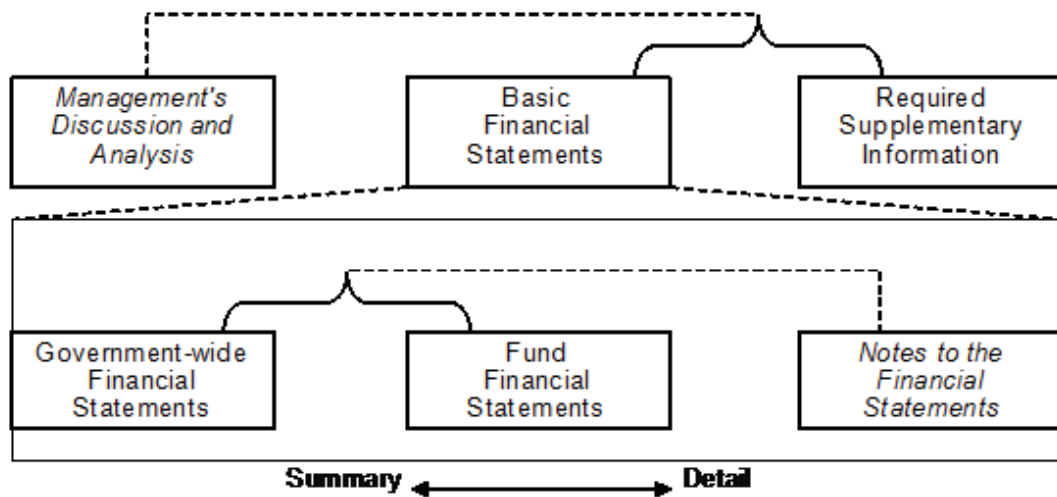 Management's
Discussion and
Analysis
Basic
Financial
Statements
Required
Supplementary
Information
Government-wide
Financial
Statements
Fund
Financial
Statements
Notes to the
Financial
Statements
Summary
Detail